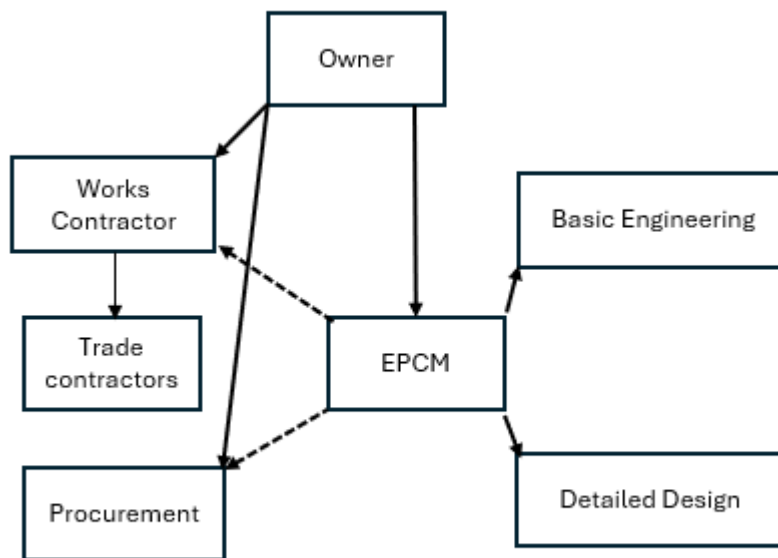 Owner
Works
Contractor
Basic Engineering
Trade
contractors
EPCM
Procurement
Detailed Design